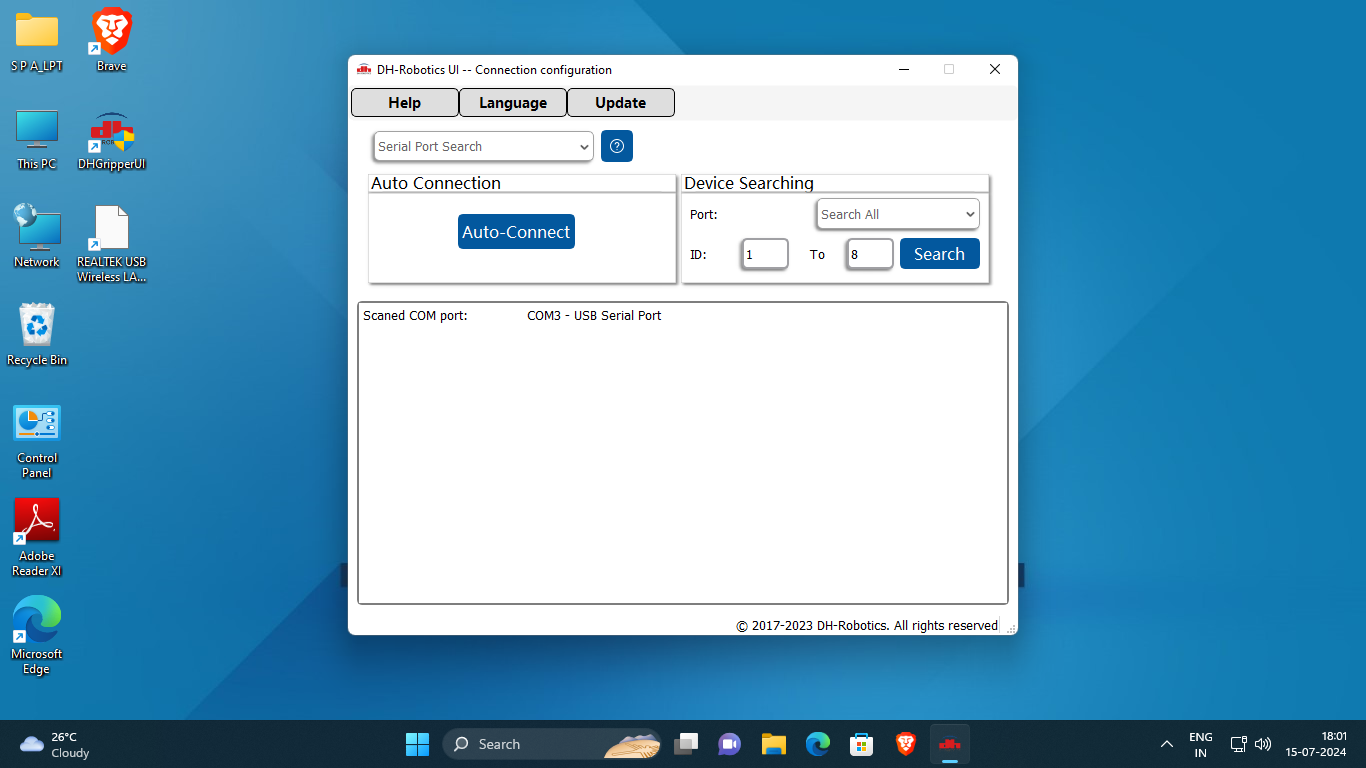 S P A_LPT
Brave
This PC
DHGripperUI
Network
REALTEK USB
Wireless LA...
Recycle Bin
Control
Panel
Adobe
Reader XI
Microsoft
Edge
DH-Robotics UI -- Connection configuration
Help Language Update
Serial Port Search
Auto Connection
Auto-Connect
Device Searching
Port: Search All
ID: 1 To 8 Search
Scaned COM port: COM3 - USB Serial Port
© 2017-2023 DH-Robotics. All rights reserved
26°C
Cloudy
Search
ENG
IN
18:01
15-07-2024